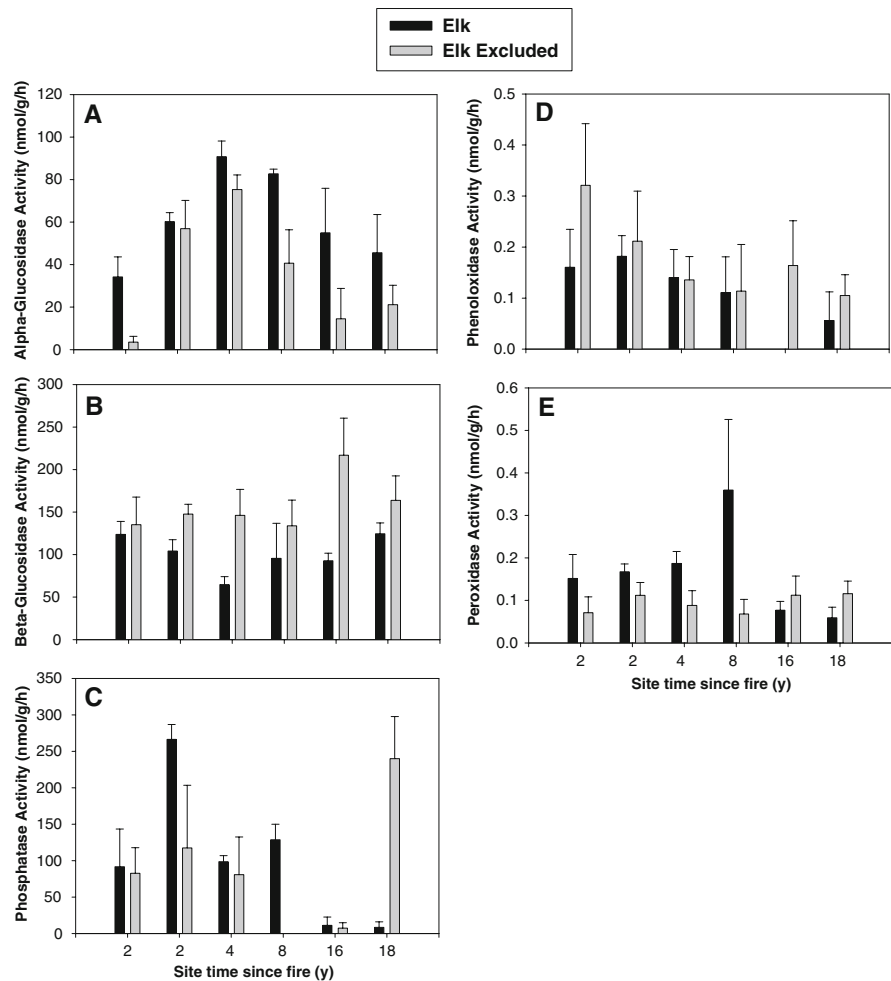 Elk
Elk Excluded
A
Alpha-Glucosidase Activity (nmol/g/h)
120
100
80
60
40
20
0
B
Beta-Glucosidase Activity (nmol/g/h)
300
250
200
150
100
50
0
C
Phosphatase Activity (nmol/g/h)
350
300
250
200
150
100
50
0
2 2 4 8 16 18
Site time since fire (y)
D
Phenoloxidase Activity (nmol/g/h)
0.5
0.4
0.3
0.2
0.1
0.0
E
Peroxidase Activity (nmol/g/h)
0.6
0.5
0.4
0.3
0.2
0.1
0.0
2 2 4 8 16 18
Site time since fire (y)